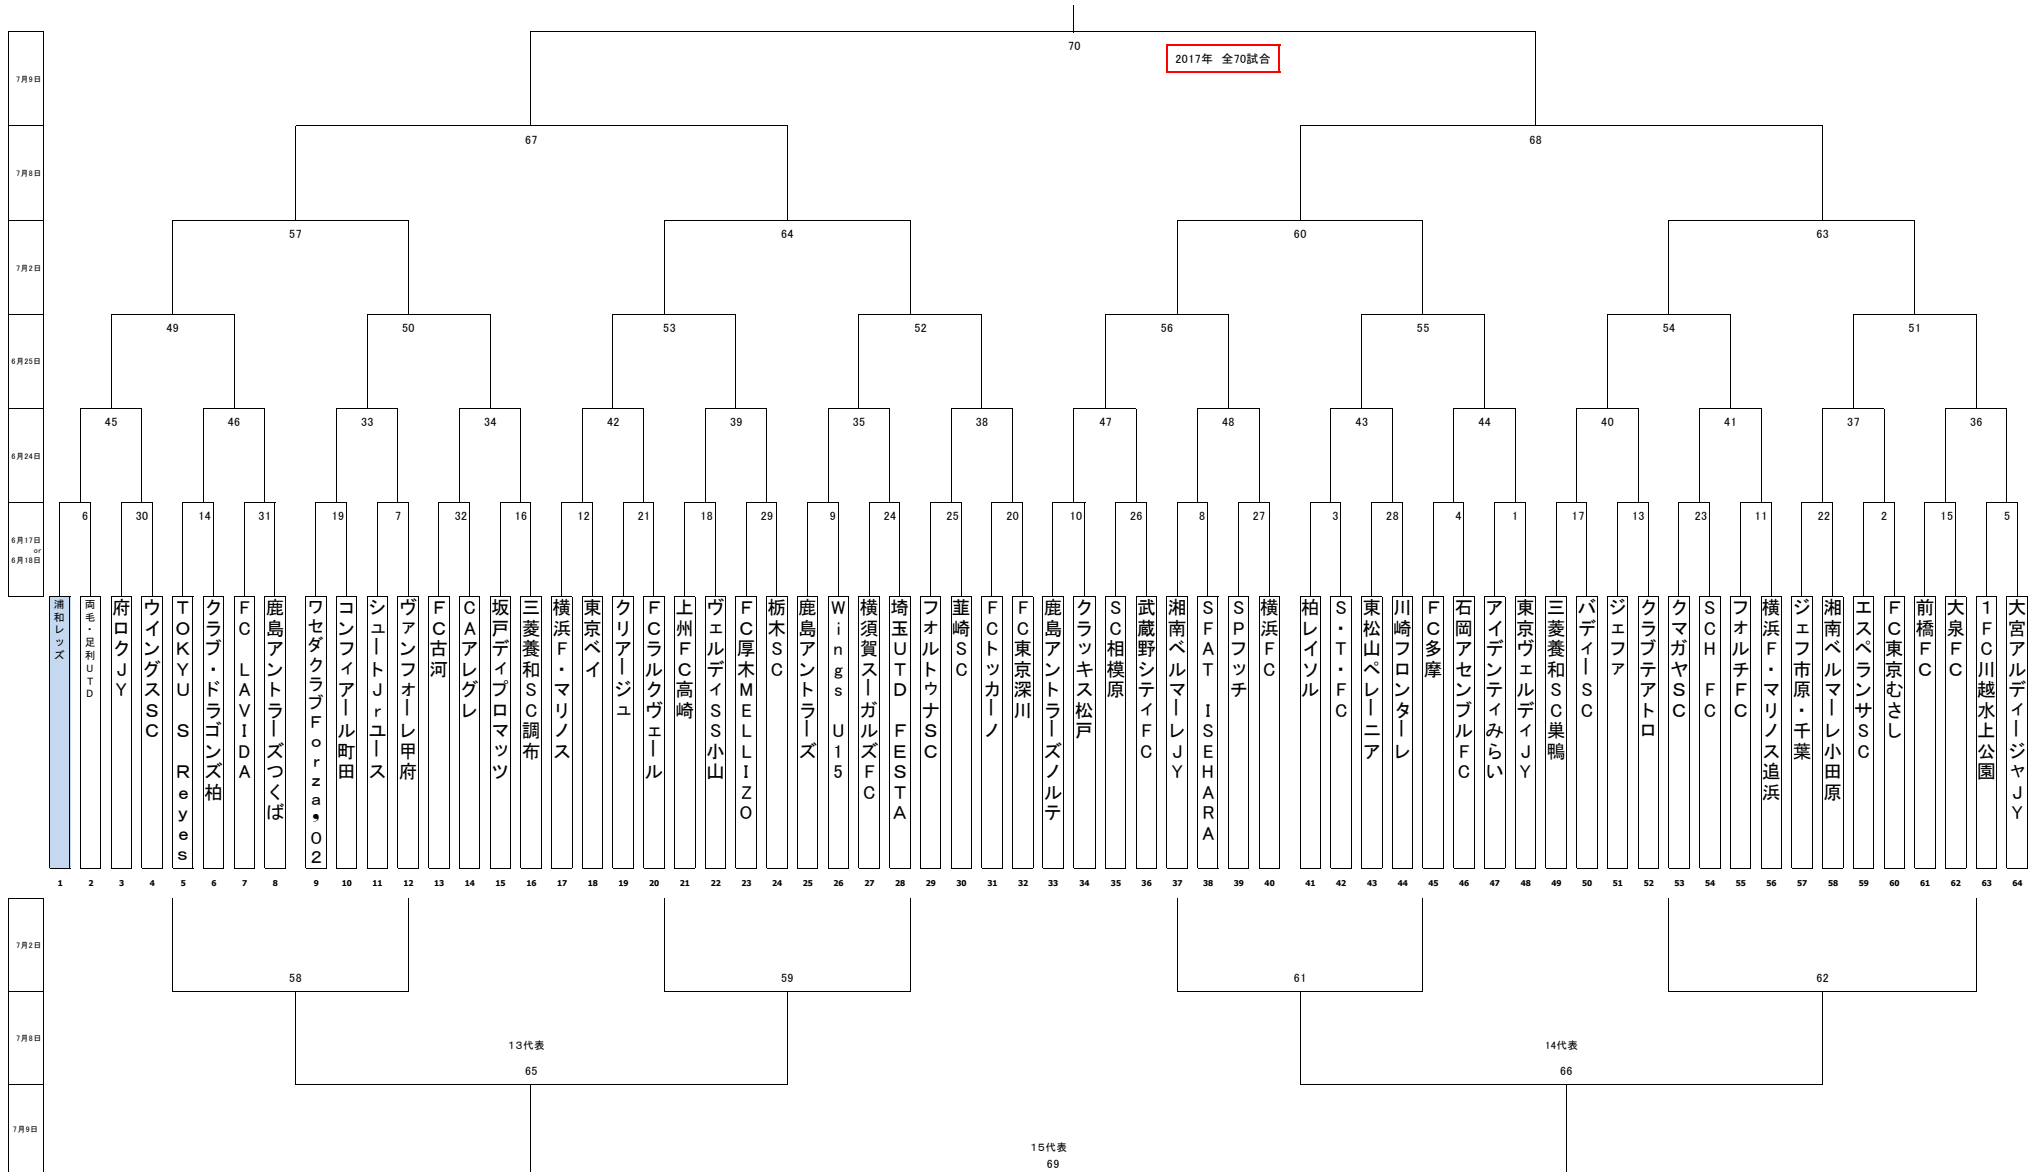 70
2017年 全70試合
7月9日
67
68
7月8日
57
64
60
63
7月2日
49
50
53
52
56
55
54
51
6月25日
45
46
33
34
42
39
35
38
47
48
43
44
40
41
37
36
6月24日
6
30
14
31
19
7
32
16
12
21
18
29
9
24
25
20
10
26
8
27
3
28
4
1
17
13
23
11
22
2
15
5
6月17日
or
6月18日
浦和レッズ
両毛・足利UTD
府ロクJY
ウイングスSC
TOKYU S Reyes
クラブ・ドラゴンズ柏
FC LAVIDA
鹿島アントラーズつくば
ワセダクラブForza,02
コンフィアール町田
シュートJrユース
ヴァンフォーレ甲府
FC古河
CAアレグレ
坂戸ディプロマッツ
三菱養和SC調布
横浜F・マリノス
東京ベイ
クリアージュ
FCラルクヴェール
上州FC高崎
ヴェルディSS小山
FC厚木MELLIZO
栃木SC
鹿島アントラーズ
Wings U15
横須賀スーガルズFC
埼玉UTD FESTA
フォルトゥナSC
韮崎SC
FCトッカーノ
FC東京深川
鹿島アントラーズノルテ
クラッキス松戸
SC相模原
武蔵野シティFC
湘南ベルマーレJY
SFAT ISEHARA
SPフッチ
横浜FC
柏レイソル
S・T・FC
東松山ペレーニア
川崎フロンターレ
FC多摩
石岡アセンブルFC
アイデンティみらい
東京ヴェルディJY
三菱養和SC巣鴨
バディーSC
ジェファ
クラブテアトロ
クマガヤSC
SCH FC
フォルチFC
横浜F・マリノス追浜
ジェフ市原・千葉
湘南ベルマーレ小田原
エスペランサSC
FC東京むさし
前橋FC
大泉FC
1FC川越水上公園
大宮アルディージャJY
1 2 3 4 5 6 7 8 9 10 11 12 13 14 15 16 17 18 19 20 21 22 23 24 25 26 27 28 29 30 31 32 33 34 35 36 37 38 39 40 41 42 43 44 45 46 47 48 49 50 51 52 53 54 55 56 57 58 59 60 61 62 63 64
7月2日
58
59
61
62
7月8日
13代表
14代表
65
66
7月9日
15代表
69